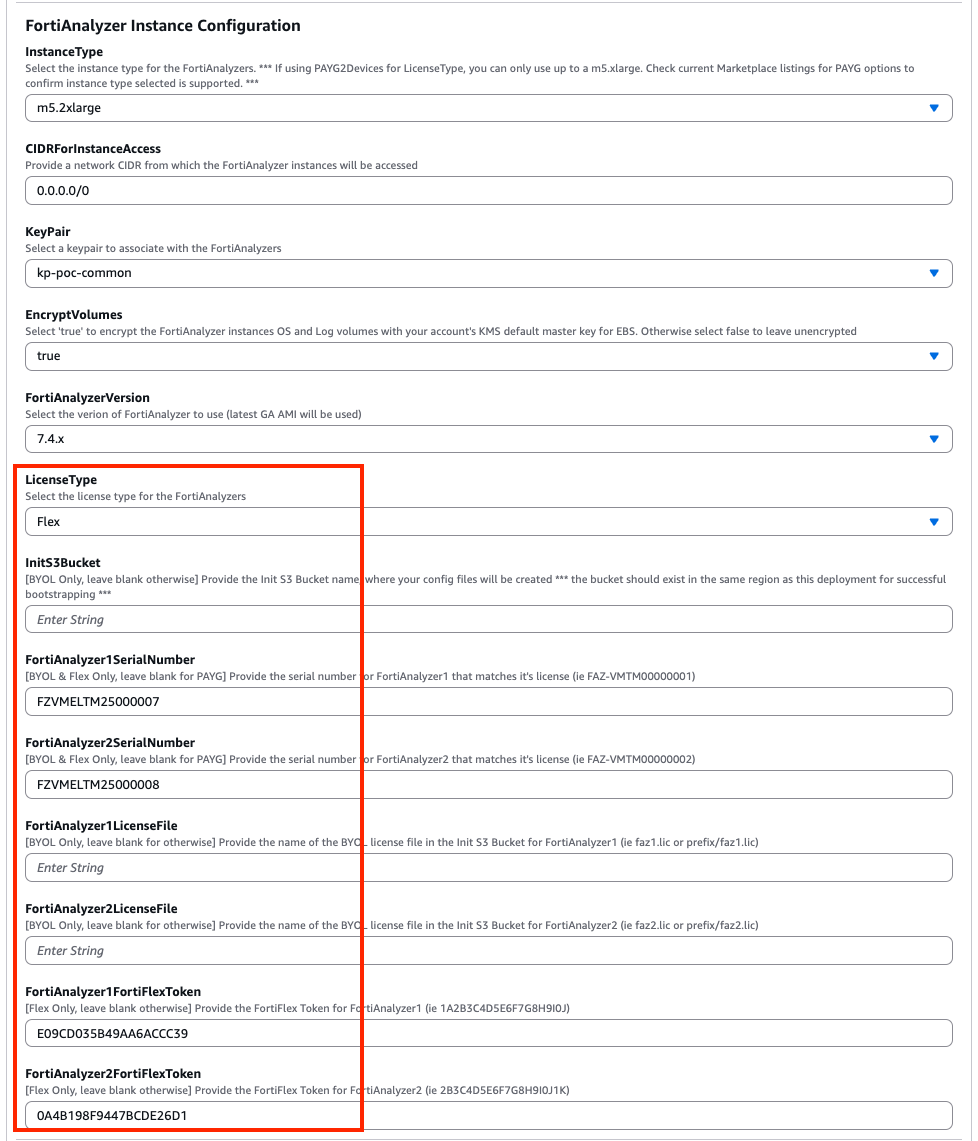 FortiAnalyzer Instance Configuration
InstanceType
Select the instance type for the FortiAnalyzers. *** If using PAYG2Devices for LicenseType, you can only use up to a m5.xlarge. Check current Marketplace listings for PAYG options to
confirm instance type selected is supported. ***
m5.2xlarge
CIDRForInstanceAccess
Provide a network CIDR from which the FortiAnalyzer instances will be accessed
0.0.0.0/0
KeyPair
Select a keypair to associate with the FortiAnalyzers
kp-poc-common
EncryptVolumes
Select 'true' to encrypt the FortiAnalyzer instances OS and Log volumes with your account's KMS default master key for EBS. Otherwise select false to leave unencrypted
true
FortiAnalyzerVersion
Select the verion of FortiAnalyzer to use (latest GA AMI will be used)
7.4.x
LicenseType
Select the license type for the FortiAnalyzers
Flex
InitS3Bucket
[BYOL Only, leave blank otherwise] Provide the Init S3 Bucket name where your config files will be created *** the bucket should exist in the same region as this deployment for successful
bootstrapping ***
Enter String
FortiAnalyzer1SerialNumber
[BYOL & Flex Only, leave blank for PAYG] Provide the serial number for FortiAnalyzer1 that matches it's license (ie FAZ-VMTM00000001)
FZVMELTM25000007
FortiAnalyzer2SerialNumber
[BYOL & Flex Only, leave blank for PAYG] Provide the serial number for FortiAnalyzer2 that matches it's license (ie FAZ-VMTM00000002)
FZVMELTM25000008
FortiAnalyzer1LicenseFile
[BYOL Only, leave blank for otherwise] Provide the name of the BYOL license file in the Init S3 Bucket for FortiAnalyzer1 (ie faz1.lic or prefix/faz1.lic)
Enter String
FortiAnalyzer2LicenseFile
[BYOL Only, leave blank for otherwise] Provide the name of the BYOL license file in the Init S3 Bucket for FortiAnalyzer2 (ie faz2.lic or prefix/faz2.lic)
Enter String
FortiAnalyzer1FortiFlexToken
[Flex Only, leave blank otherwise] Provide the FortiFlex Token for FortiAnalyzer1 (ie 1A2B3C4D5E6F7G8H9I0J)
E09CD035B49AA6ACCC39
FortiAnalyzer2FortiFlexToken
[Flex Only, leave blank otherwise] Provide the FortiFlex Token for FortiAnalyzer2 (ie 2B3C4D5E6F7G8H9I0J1K)
0A4B198F9447BCDE26D1